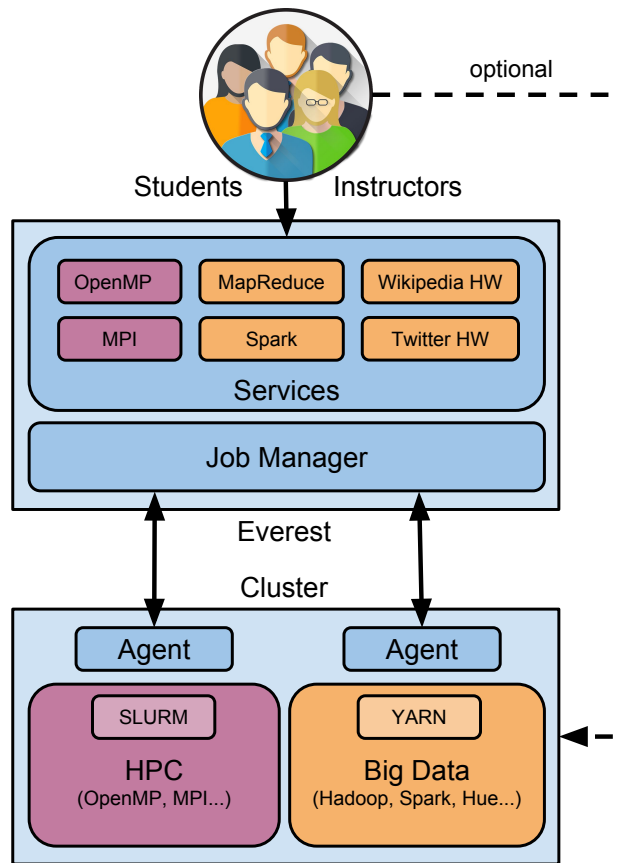 optional
Students Instructors
OpenMP MapReduce Wikipedia HW
MPI Spark Twitter HW
Services
Job Manager
Everest
Cluster
Agent Agent
SLURM YARN
HPC Big Data
(OpenMP, MPI...) (Hadoop, Spark, Hue...)